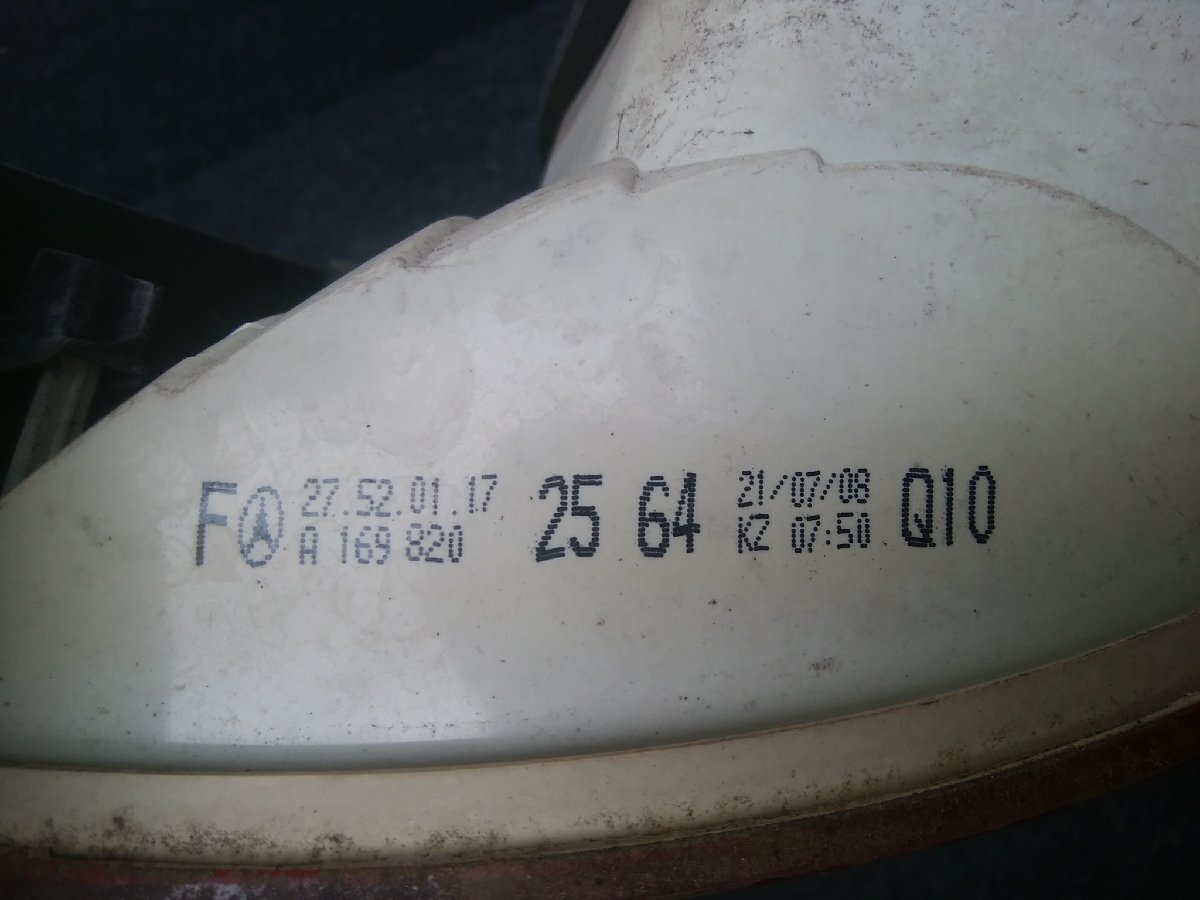 F 27.52.01.17 25 64 21/07/08 Q10
A 169 820 KZ 07:50